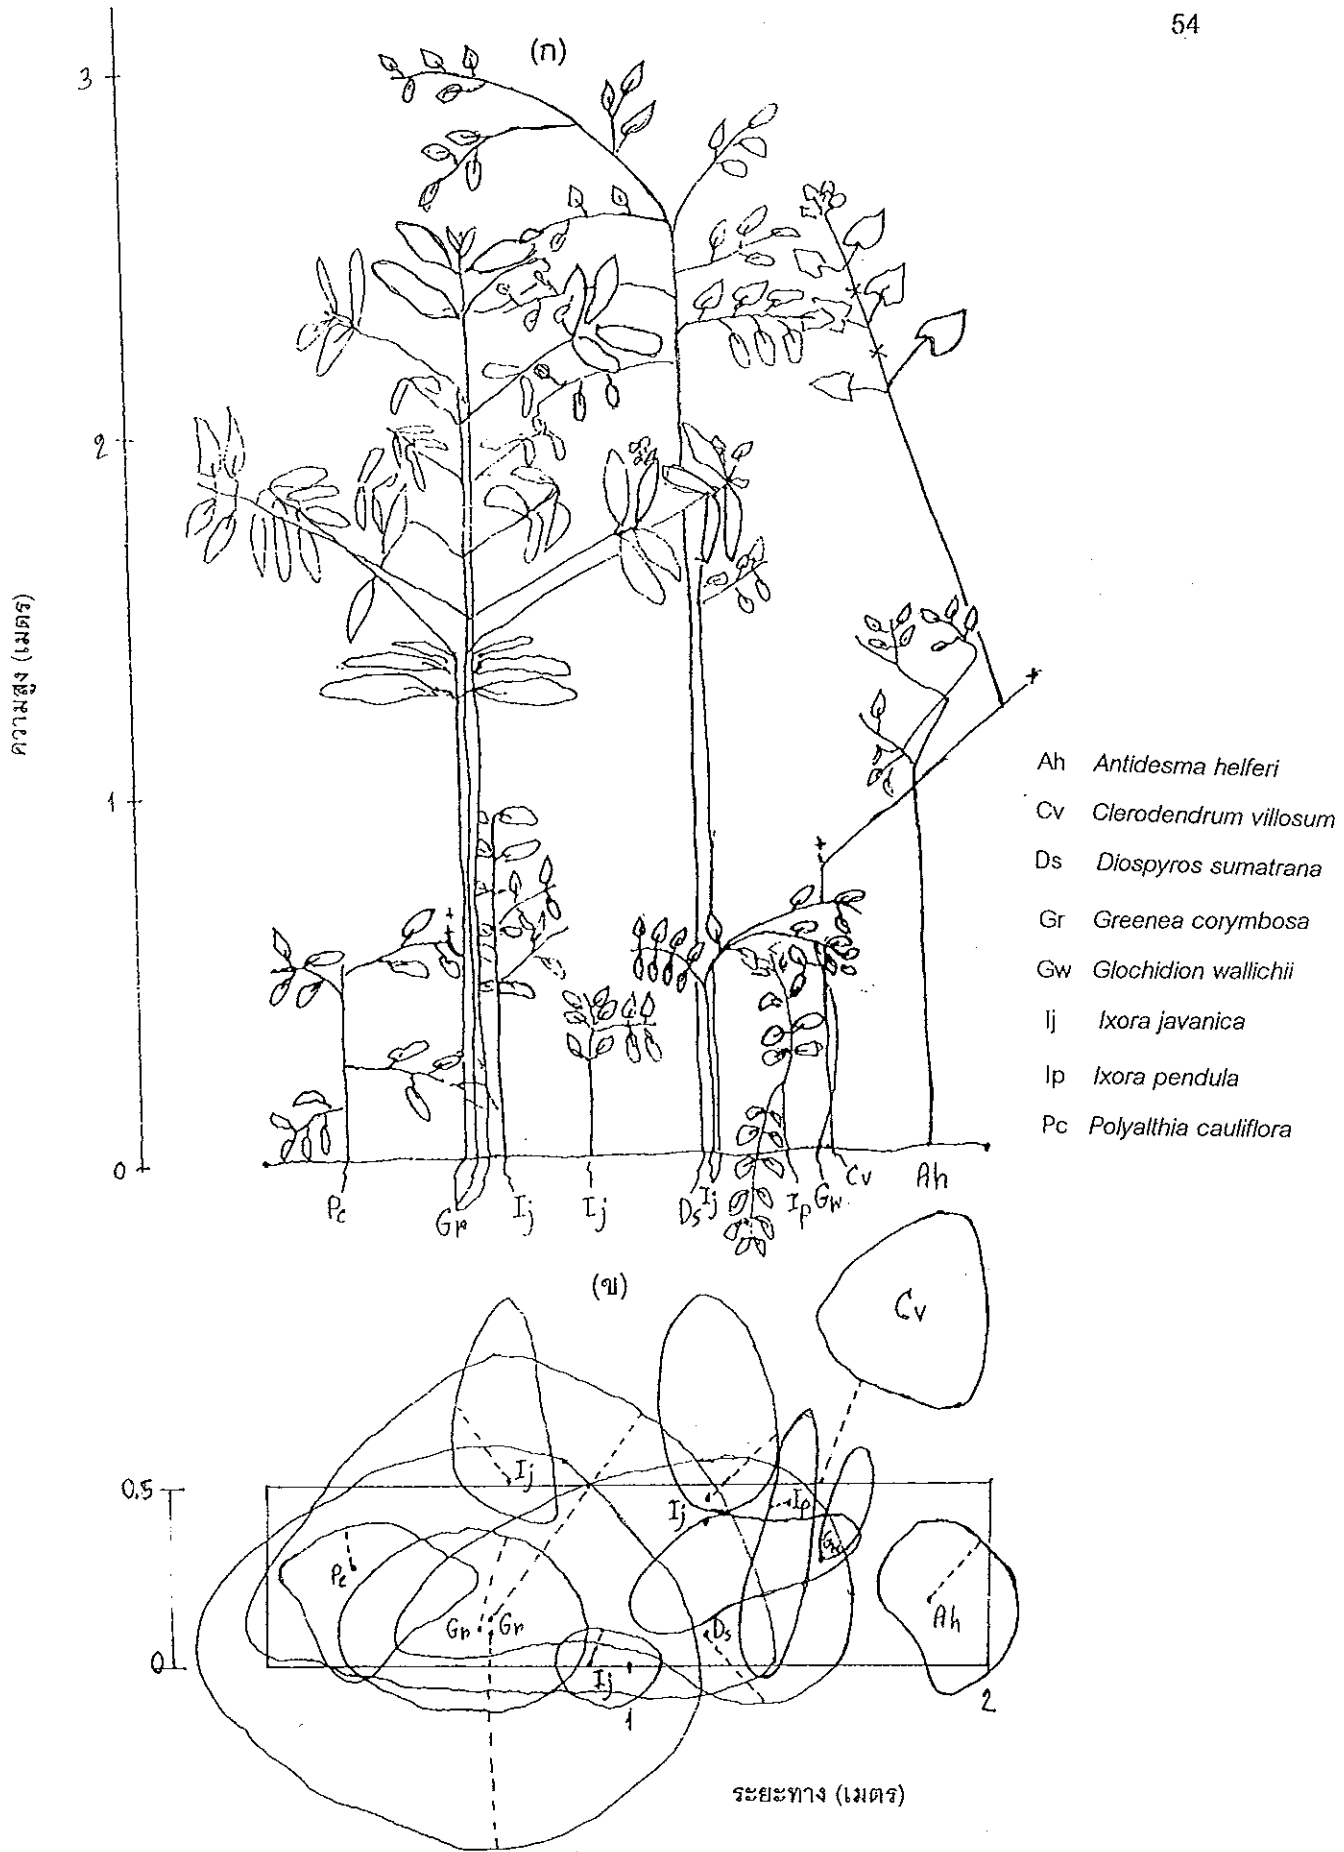 54
(ก)
3
2
1
0
ความสูง (เมตร)
Ah Antidesma helferi
Cv Clerodendrum villosum
Ds Diospyros sumatrana
Gr Greenea corymbosa
Gw Glochidion wallichii
Ij Ixora javanica
Ip Ixora pendula
Pc Polyalthia cauliflora
Pc Gr Ij Ij Ds Ij Ip Gw Cv Ah
(ข)
Cv
0.5
Ij Ij Ip Gw
Pc Gr Gr Ds Ah
0 Ij
1 2
ระยะทาง (เมตร)